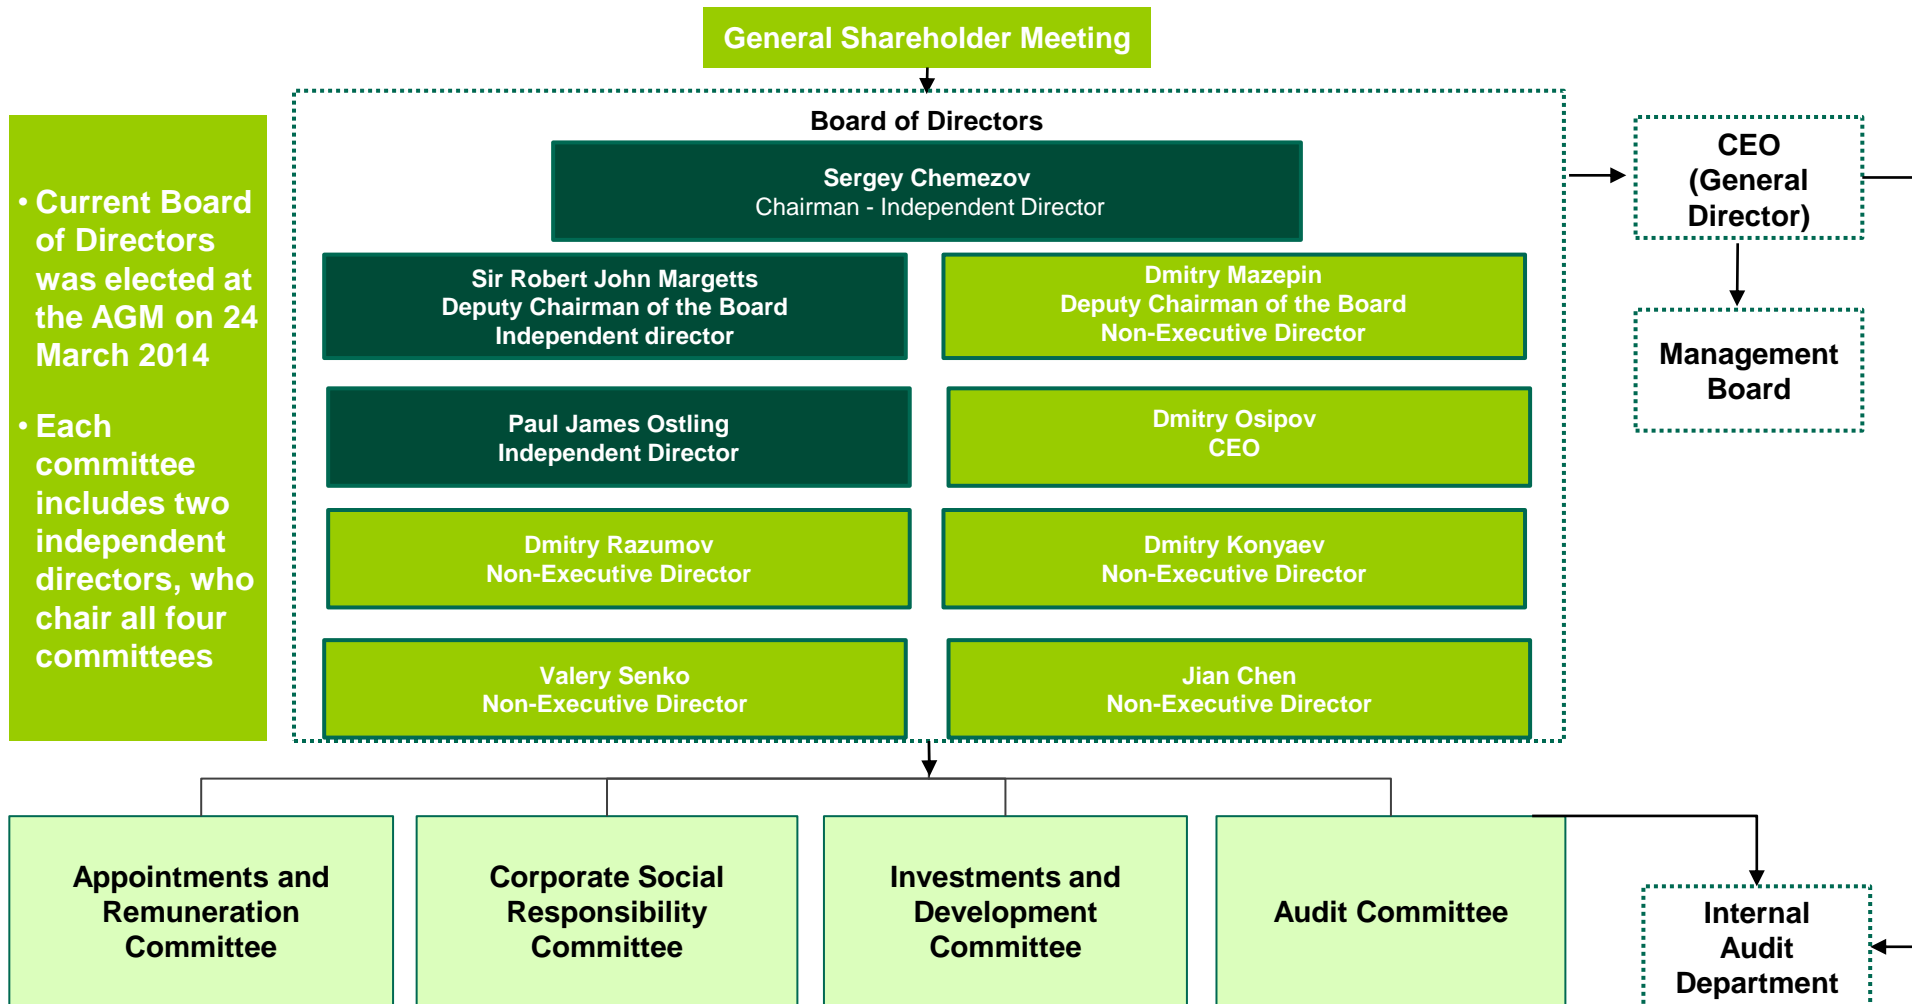 General Shareholder Meeting
• Current Board
of Directors
was elected at
the AGM on 24
March 2014
• Each
committee
includes two
independent
directors, who
chair all four
committees
Board of Directors
Sergey Chemezov
Chairman - Independent Director
Sir Robert John Margetts
Deputy Chairman of the Board
Independent director
Dmitry Mazepin
Deputy Chairman of the Board
Non-Executive Director
Paul James Ostling
Independent Director
Dmitry Osipov
CEO
Dmitry Razumov
Non-Executive Director
Dmitry Konyaev
Non-Executive Director
Valery Senko
Non-Executive Director
Jian Chen
Non-Executive Director
CEO
(General
Director)
Management
Board
Appointments and
Remuneration
Committee
Corporate Social
Responsibility
Committee
Investments and
Development
Committee
Audit Committee
Internal
Audit
Department